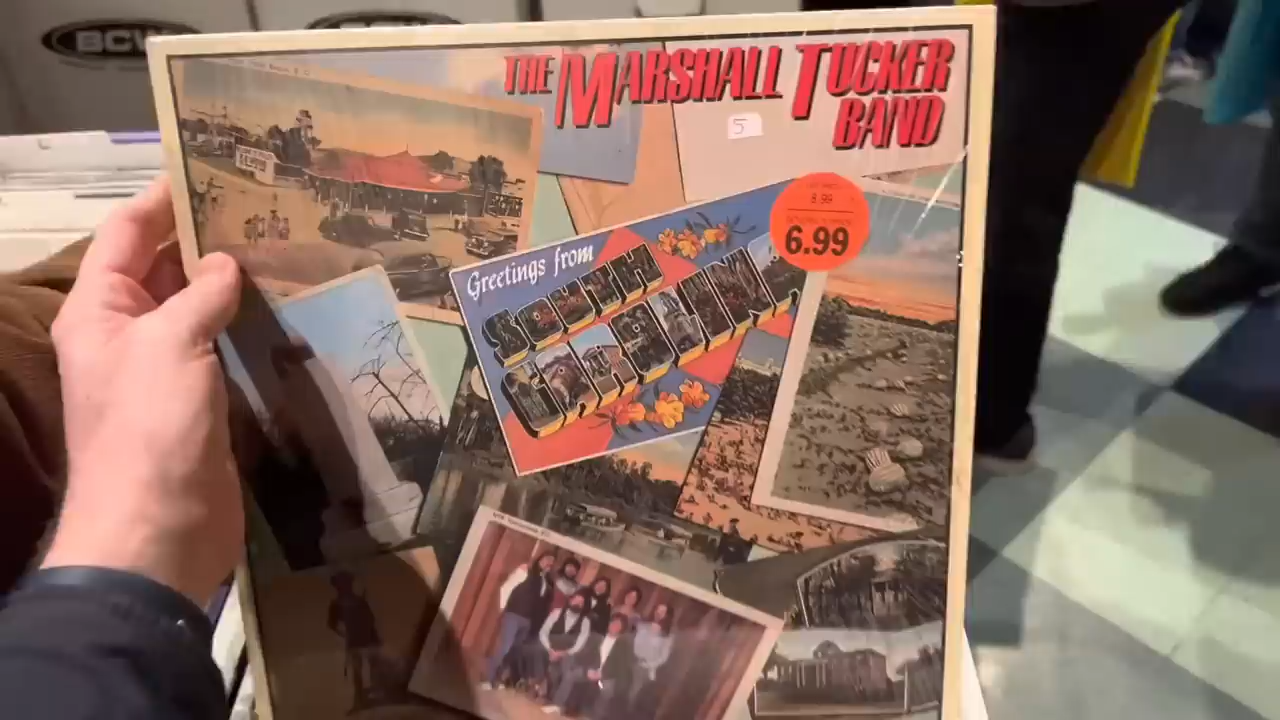 BCW
THE MARSHALL TUCKER
BAND
5
8.99
6.99
Greetings from
SOUTH
CAROLINA